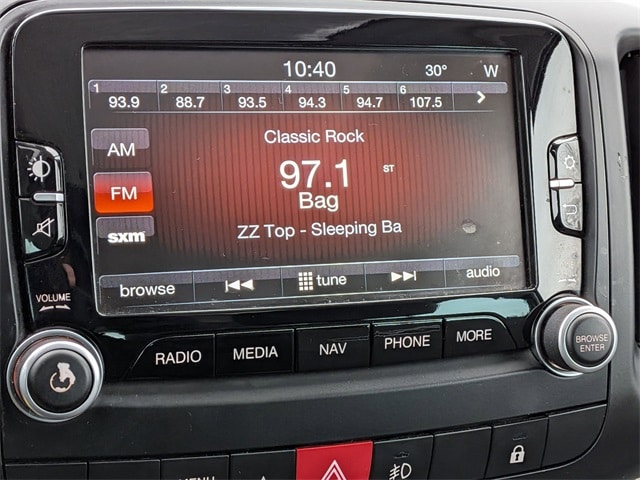 10:40 30° W
1 93.9 2 88.7 3 93.5 4 94.3 5 94.7 6 107.5
Classic Rock
AM
97.1 ST
FM
Bag
sxm
ZZ Top - Sleeping Ba
browse tune audio
VOLUME
RADIO MEDIA NAV PHONE MORE
BROWSE
ENTER
MENU